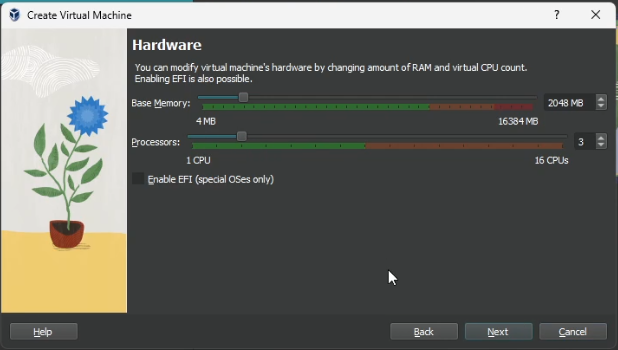 Create Virtual Machine
Hardware
You can modify virtual machine's hardware by changing amount of RAM and virtual CPU count.
Enabling EFI is also possible.
Base Memory: 2048 MB
4 MB 16384 MB
Processors: 3
1 CPU 16 CPUs
Enable EFI (special OSes only)
Help Back Next Cancel